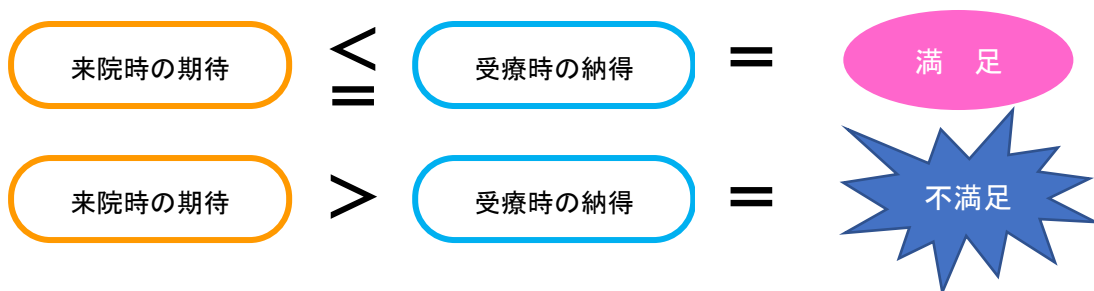 来院時の期待 ≦ 受療時の納得 = 満 足
来院時の期待 > 受療時の納得 = 不満足